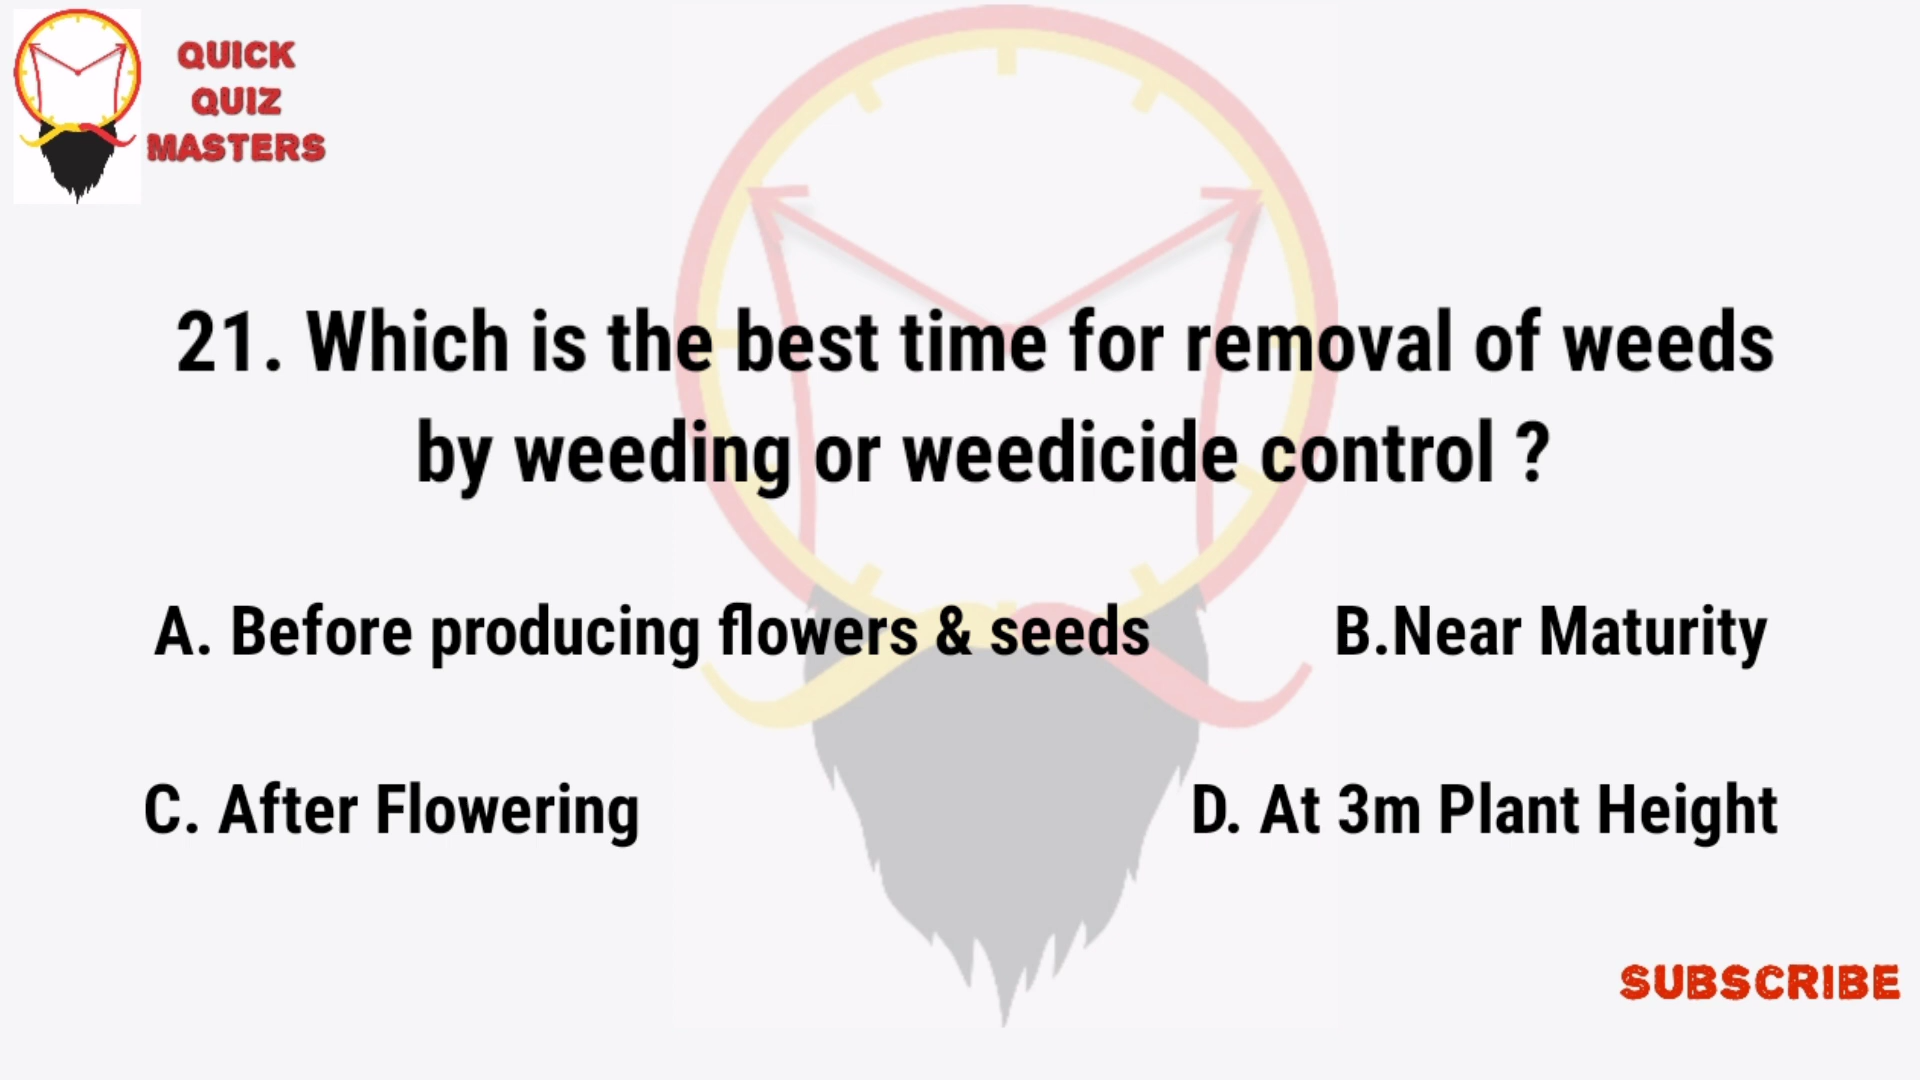 QUICK
QUIZ
MASTERS
21. Which is the best time for removal of weeds
by weeding or weedicide control ?
A. Before producing flowers & seeds
B.Near Maturity
C. After Flowering
D. At 3m Plant Height
SUBSCRIBE